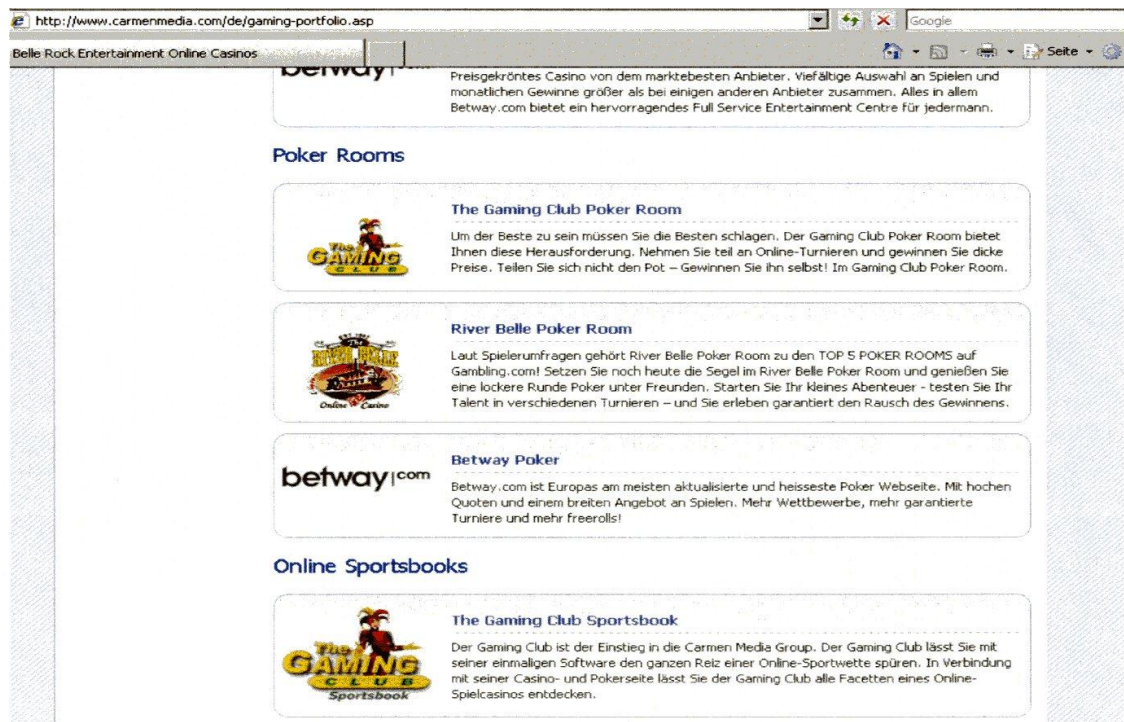 http://www.carmenmedia.com/de/gaming-portfolio.asp
Google
Belle Rock Entertainment Online Casinos
Seite
betway
Preisgekröntes Casino von dem marktebesten Anbieter. Vielfältige Auswahl an Spielen und
monatlichen Gewinne größer als bei einigen anderen Anbieter zusammen. Alles in allem
Betway.com bietet ein hervorragendes Full Service Entertainment Centre für jedermann.
Poker Rooms
The GAMING CLUB
The Gaming Club Poker Room
Um der Beste zu sein müssen Sie die Besten schlagen. Der Gaming Club Poker Room bietet
Ihnen diese Herausforderung. Nehmen Sie teil an Online-Turnieren und gewinnen Sie dicke
Preise. Teilen Sie sich nicht den Pot – Gewinnen Sie ihn selbst! Im Gaming Club Poker Room.
The RIVER BELLE
Online Casino
River Belle Poker Room
Laut Spielerumfragen gehört River Belle Poker Room zu den TOP 5 POKER ROOMS auf
Gambling.com! Setzen Sie noch heute die Segel im River Belle Poker Room und genießen Sie
eine lockere Runde Poker unter Freunden. Starten Sie Ihr kleines Abenteuer - testen Sie Ihr
Talent in verschiedenen Turnieren – und Sie erleben garantiert den Rausch des Gewinnens.
betway|com
Betway Poker
Betway.com ist Europas am meisten aktualisierte und heisseste Poker Webseite. Mit hochen
Quoten und einem breiten Angebot an Spielen. Mehr Wettbewerbe, mehr garantierte
Turniere und mehr freerolls!
Online Sportsbooks
The GAMING CLUB
Sportsbook
The Gaming Club Sportsbook
Der Gaming Club ist der Einstieg in die Carmen Media Group. Der Gaming Club lässt Sie mit
seiner einmaligen Software den ganzen Reiz einer Online-Sportwette spüren. In Verbindung
mit seiner Casino- und Pokerseite lässt Sie der Gaming Club alle Facetten eines Online-
Spielcasinos entdecken.